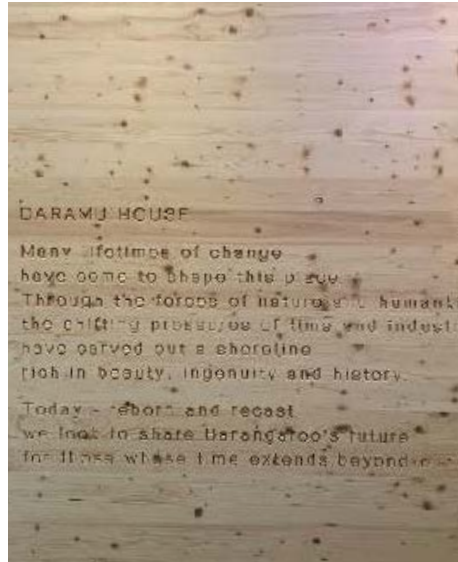 DARAMU HOUSE
Many lifetimes of change
have come to shape this place
Through the forces of nature and
the shifting pressures of time and
have carved out a shoreline
rich in beauty, ingenuity and history.
Today – reborn and recast
we look to share Barangaroo's future
for those whose time extends beyond